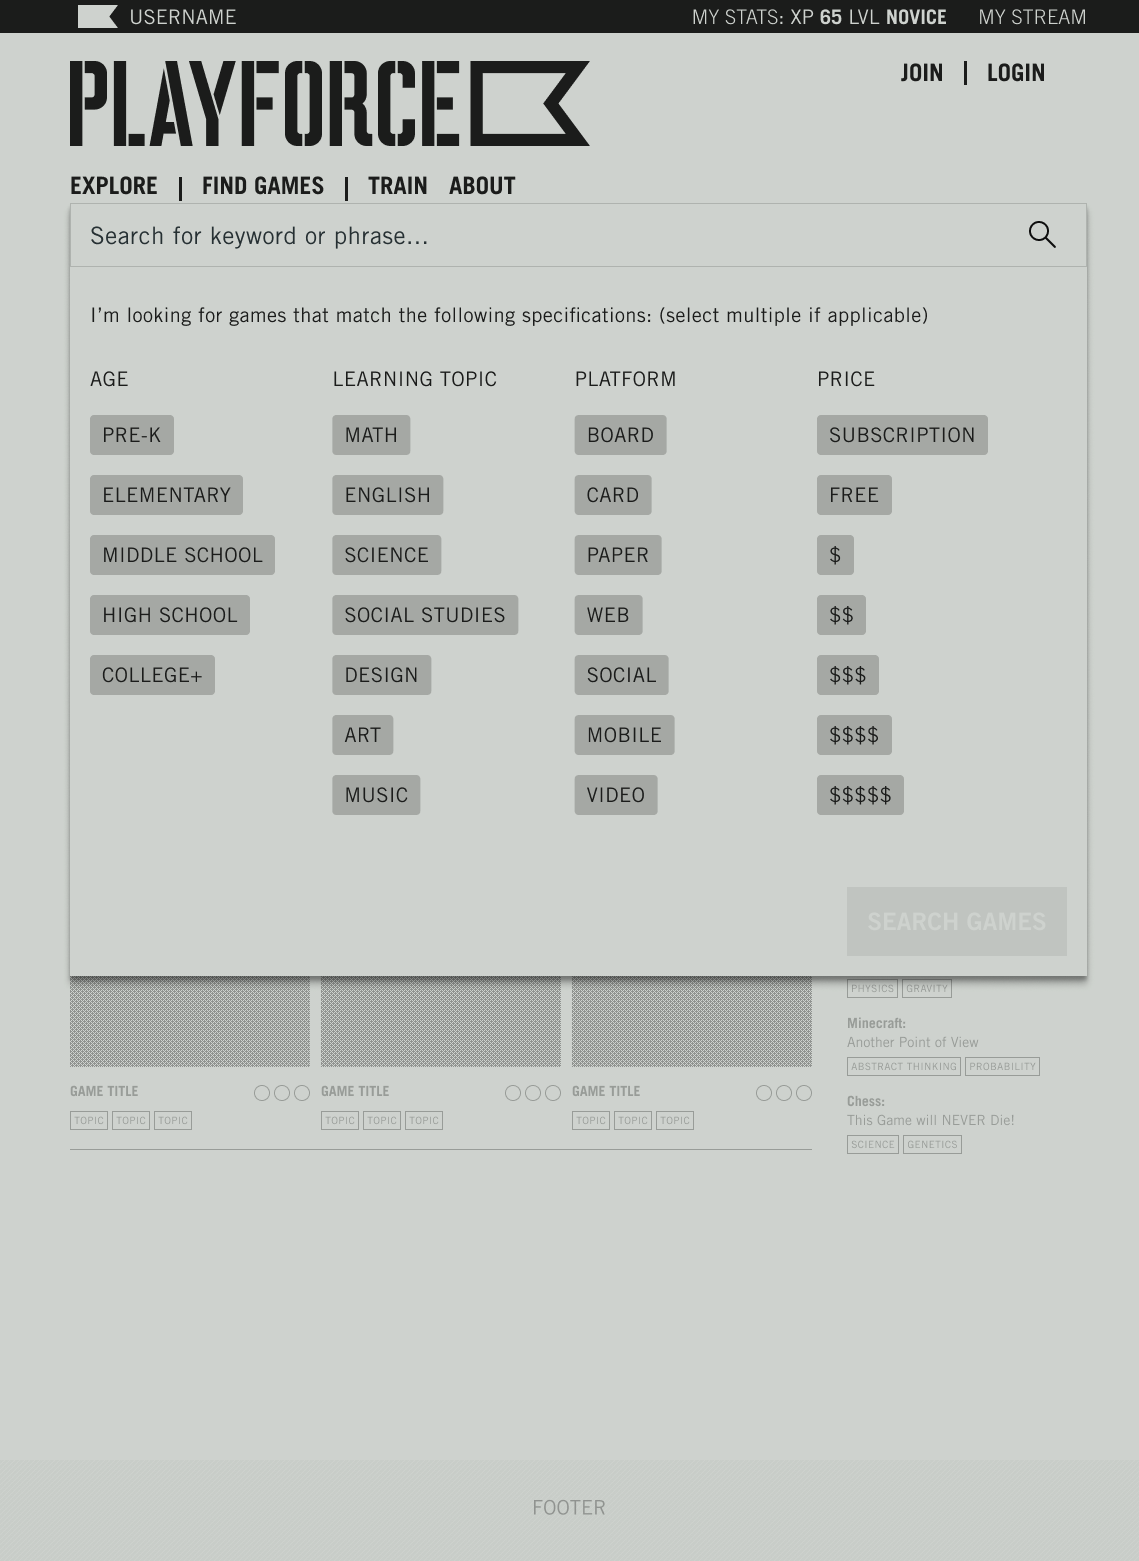 USERNAME MY STATS: XP 65 LVL NOVICE MY STREAM
PLAYFORCE
JOIN | LOGIN
EXPLORE | FIND GAMES | TRAIN ABOUT
Search for keyword or phrase...
I'm looking for games that match the following specifications: (select multiple if applicable)
AGE
PRE-K
ELEMENTARY
MIDDLE SCHOOL
HIGH SCHOOL
COLLEGE+
LEARNING TOPIC
MATH
ENGLISH
SCIENCE
SOCIAL STUDIES
DESIGN
ART
MUSIC
PLATFORM
BOARD
CARD
PAPER
WEB
SOCIAL
MOBILE
VIDEO
PRICE
SUBSCRIPTION
FREE
$
$$
$$$
$$$$
$$$$$
SEARCH GAMES
GAME TITLE
TOPIC TOPIC TOPIC
GAME TITLE
TOPIC TOPIC TOPIC
GAME TITLE
TOPIC TOPIC TOPIC
PHYSICS GRAVITY
Minecraft:
Another Point of View
ABSTRACT THINKING PROBABILITY
Chess:
This Game will NEVER Die!
SCIENCE GENETICS
FOOTER